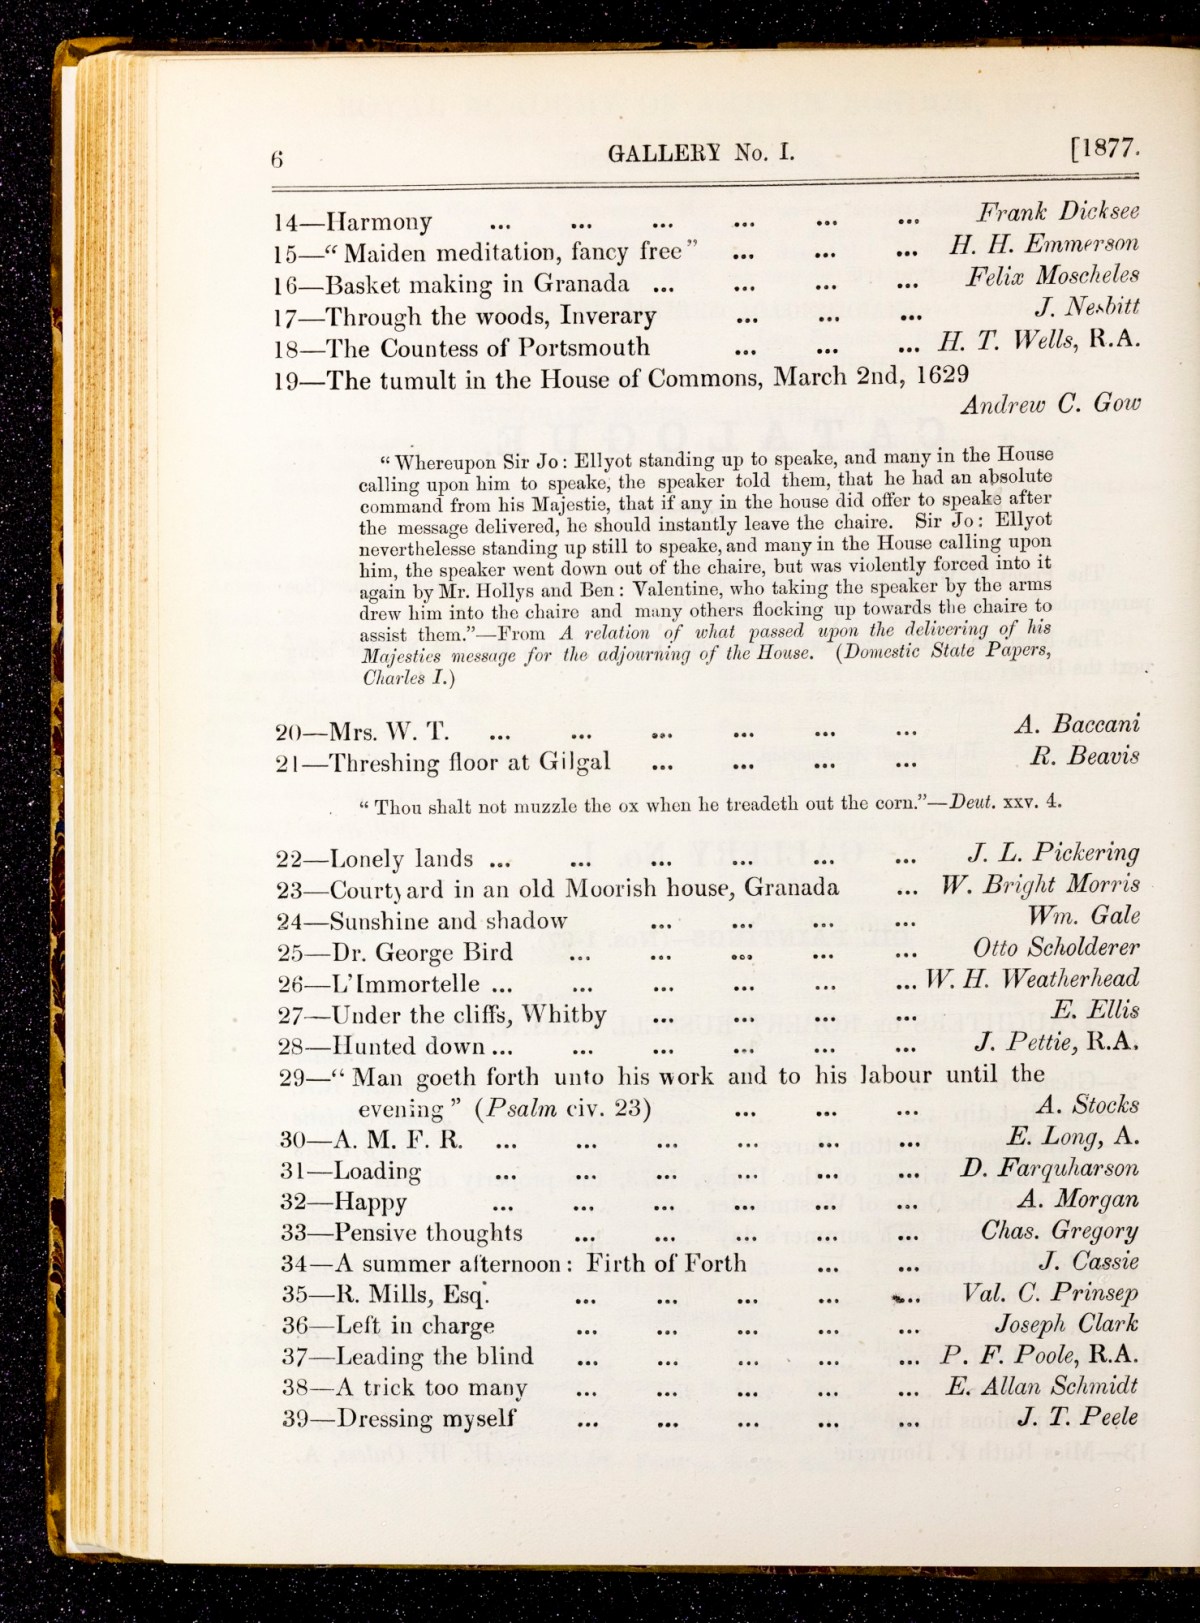 6 GALLERY No. I. [1877.
14—Harmony ... ... ... ... ... ... Frank Dicksee
15—“ Maiden meditation, fancy free ” ... ... ... H. H. Emmerson
16—Basket making in Granada ... ... ... ... Felix Moscheles
17—Through the woods, Inverary ... ... ... J. Nesbitt
18—The Countess of Portsmouth ... ... ... H. T. Wells, R.A.
19—The tumult in the House of Commons, March 2nd, 1629
Andrew C. Gow
“ Whereupon Sir Jo : Ellyot standing up to speake, and many in the House
calling upon him to speake, the speaker told them, that he had an absolute
command from his Majestie, that if any in the house did offer to speake after
the message delivered, he should instantly leave the chaire. Sir Jo : Ellyot
neverthelesse standing up still to speake, and many in the House calling upon
him, the speaker went down out of the chaire, but was violently forced into it
again by Mr. Hollys and Ben : Valentine, who taking the speaker by the arms
drew him into the chaire and many others flocking up towards the chaire to
assist them.”—From A relation of what passed upon the delivering of his
Majesties message for the adjourning of the House. (Domestic State Papers,
Charles I.)
20—Mrs. W. T. ... ... ... ... ... ... A. Baccani
21—Threshing floor at Gilgal ... ... ... ... R. Beavis
“ Thou shalt not muzzle the ox when he treadeth out the corn.”—Deut. xxv. 4.
22—Lonely lands ... ... ... ... ... ... J. L. Pickering
23—Courtyard in an old Moorish house, Granada ... W. Bright Morris
24—Sunshine and shadow ... ... ... ... Wm. Gale
25—Dr. George Bird ... ... ... ... ... Otto Scholderer
26—L’Immortelle ... ... ... ... ... ... W. H. Weatherhead
27—Under the cliffs, Whitby ... ... ... ... E. Ellis
28—Hunted down ... ... ... ... ... ... J. Pettie, R.A.
29—“ Man goeth forth unto his work and to his labour until the
evening ” (Psalm civ. 23) ... ... ... A. Stocks
30—A. M. F. R. ... ... ... ... ... ... E. Long, A.
31—Loading ... ... ... ... ... ... D. Farquharson
32—Happy ... ... ... ... ... ... A. Morgan
33—Pensive thoughts ... ... ... ... ... Chas. Gregory
34—A summer afternoon : Firth of Forth ... ... J. Cassie
35—R. Mills, Esq. ... ... ... ... ... Val. C. Prinsep
36—Left in charge ... ... ... ... ... Joseph Clark
37—Leading the blind ... ... ... ... ... P. F. Poole, R.A.
38—A trick too many ... ... ... ... ... E. Allan Schmidt
39—Dressing myself ... ... ... ... ... J. T. Peele